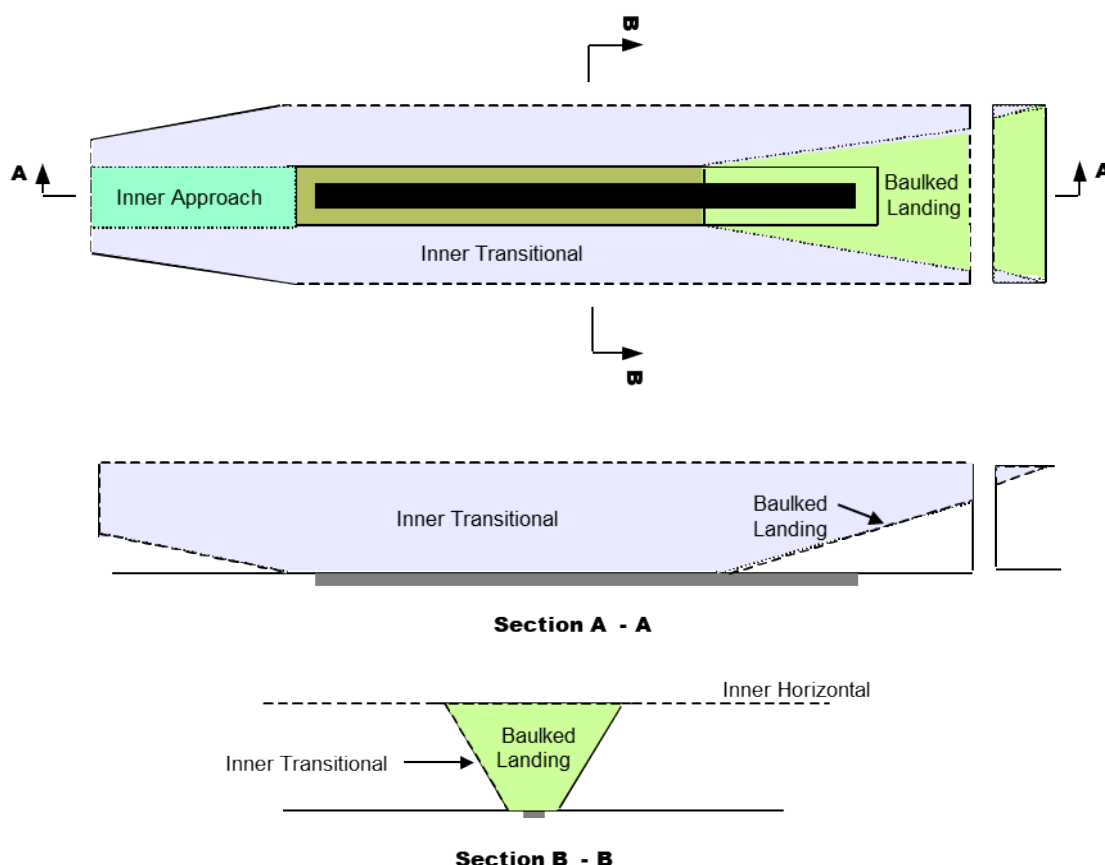 B
A
A
Inner Approach
Baulked
Landing
Inner Transitional
B
Inner Transitional
Baulked
Landing
Section A - A
Inner Horizontal
Baulked
Landing
Inner Transitional
Section B - B